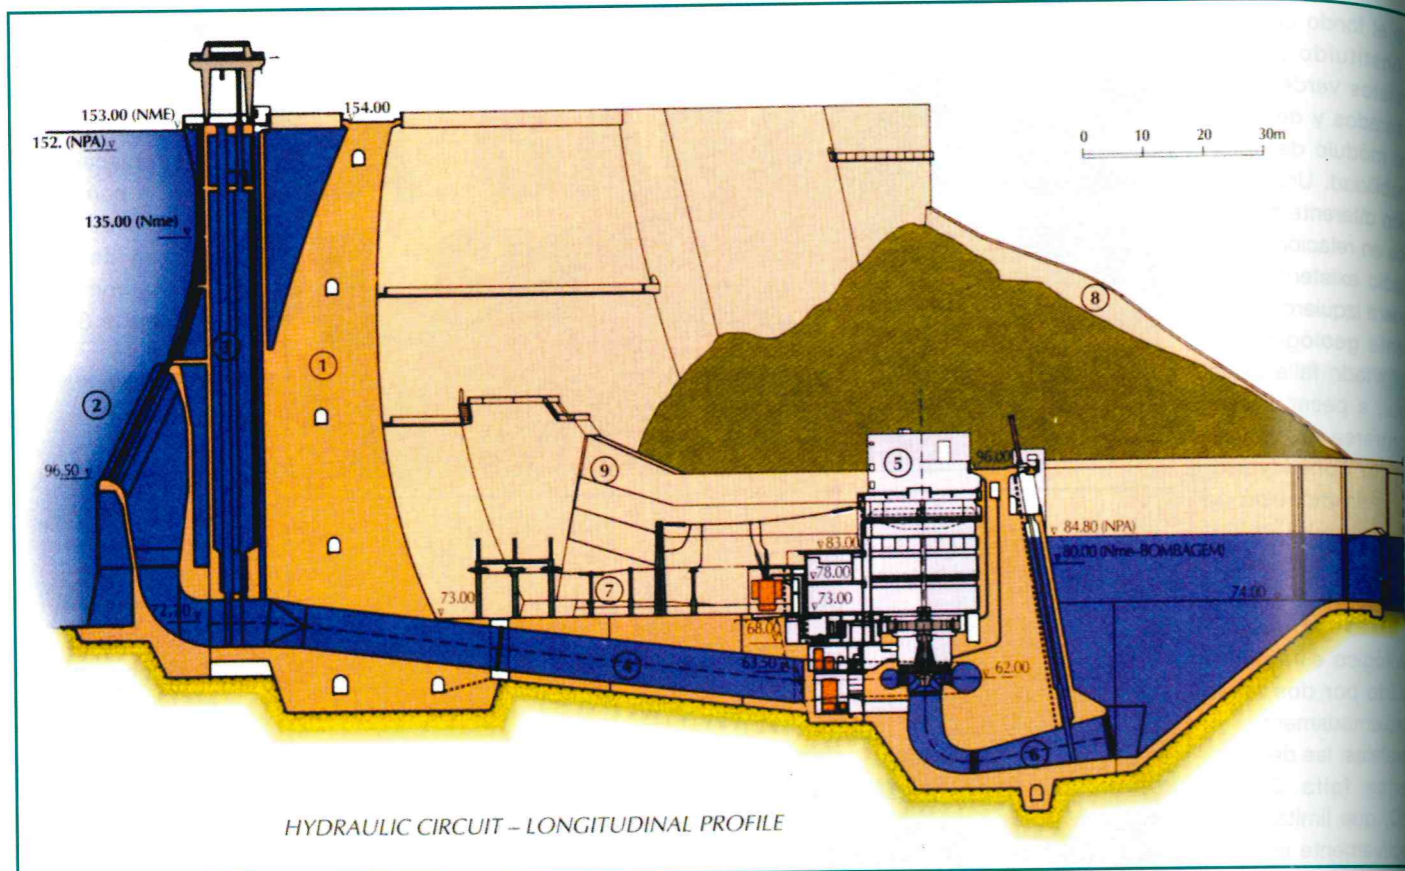 153.00 (NME)
154.00
152. (NPA)
0 10 20 30m
135.00 (Nme)
8
1
2
96.50
9
5
96.00
84.80 (NPA)
83.00
80.00 (Nme-BOMBAGEM)
78.00
7
73.00
73.00
74.00
72.20
68.00
63.50
4
62.00
6
HYDRAULIC CIRCUIT – LONGITUDINAL PROFILE